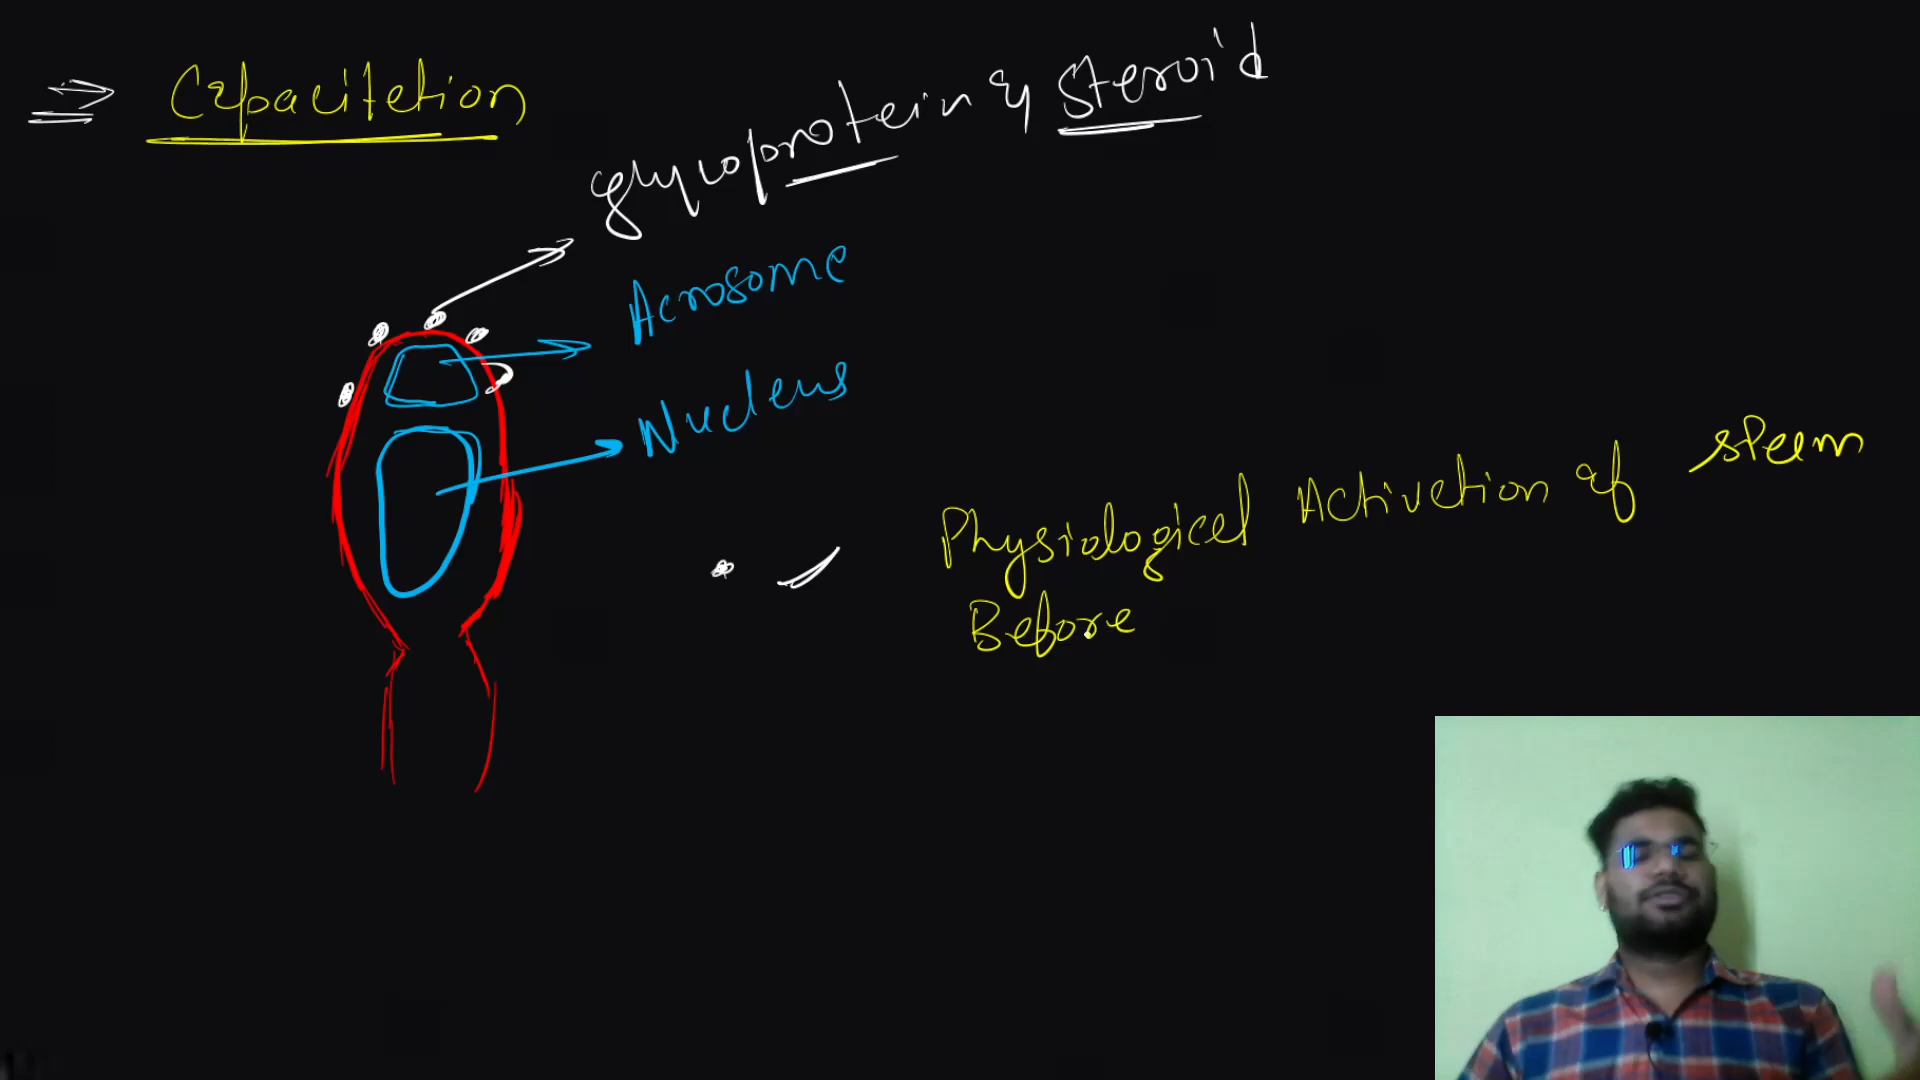 ⇒ Capacitation
glycoprotein & steroid
Acrosome
Nucleus
Physiological Activation of sperm
Before